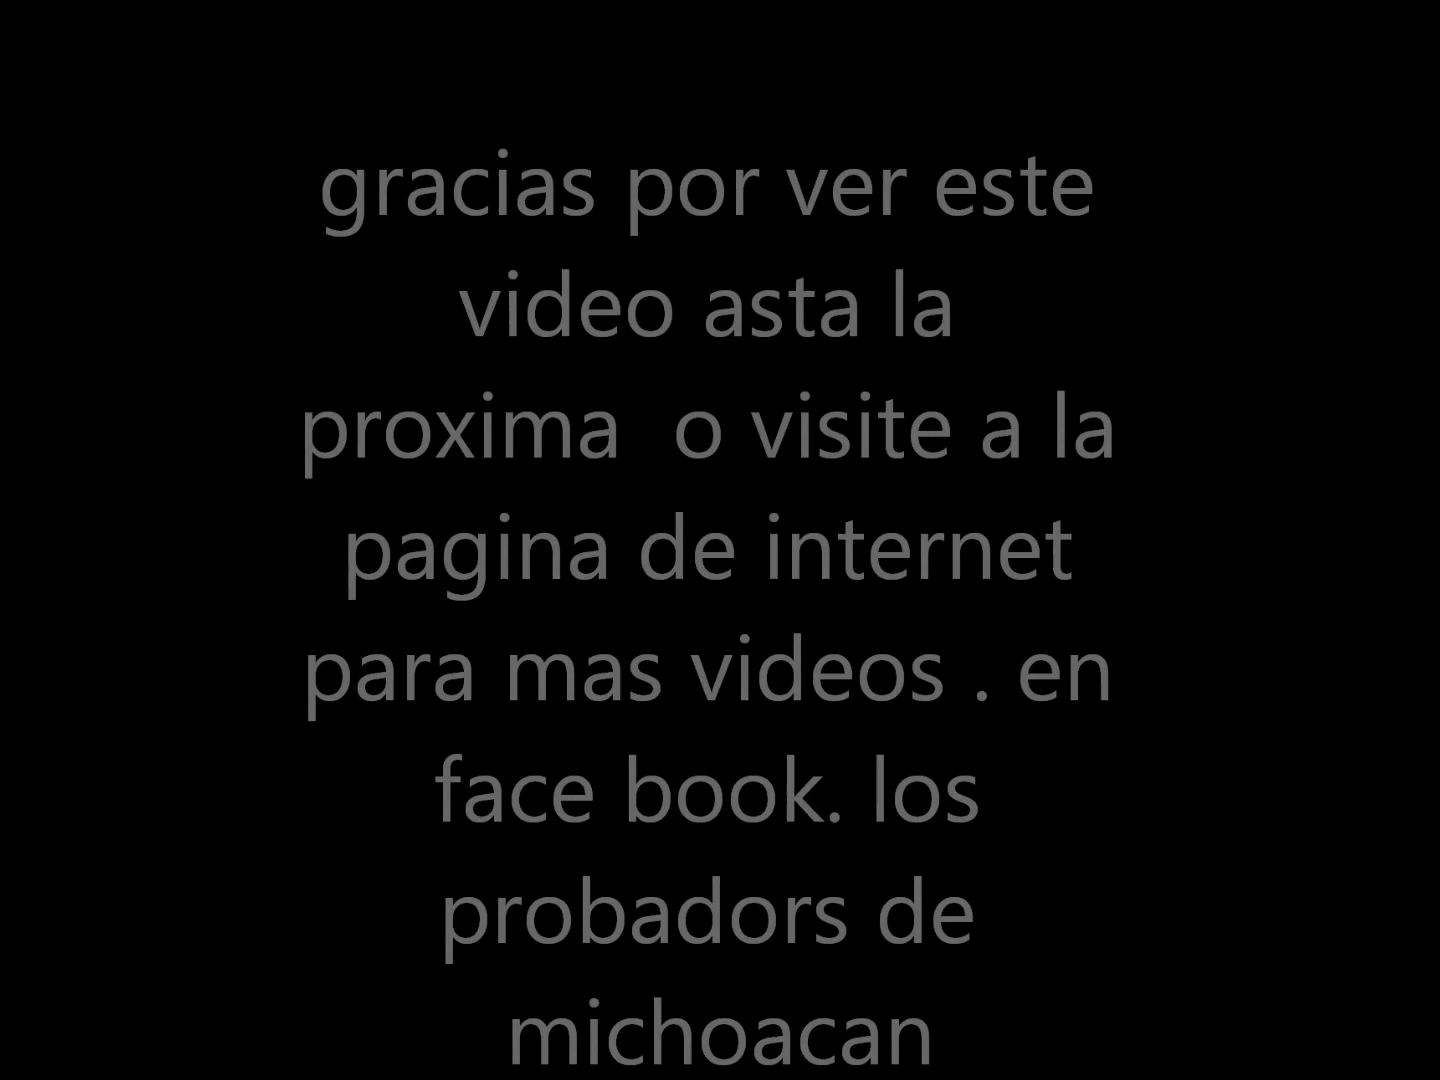 gracias por ver este
video asta la
proxima  o visite a la
pagina de internet
para mas videos . en
face book. los
probadors de
michoacan